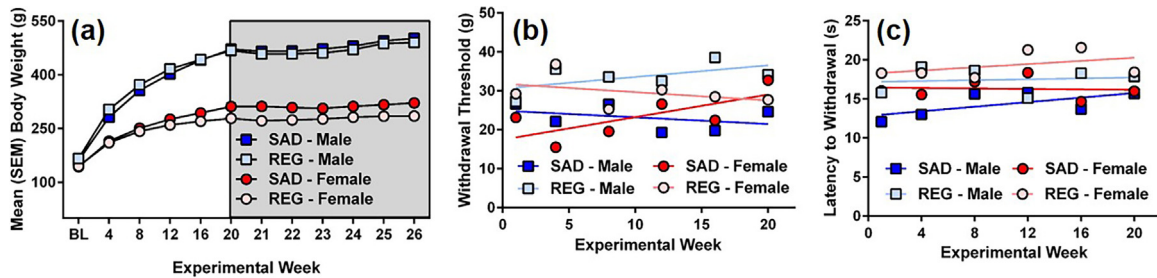 (a)
Mean (SEM) Body Weight (g)
550
400
250
100
BL 4 8 12 16 20 21 22 23 24 25 26
Experimental Week
SAD - Male
REG - Male
SAD - Female
REG - Female
(b)
Withdrawal Threshold (g)
50
40
30
20
10
0
0 5 10 15 20
Experimental Week
SAD - Male SAD - Female
REG - Male REG - Female
(c)
Latency to Withdrawal (s)
25
20
15
10
5
0
0 4 8 12 16 20
Experimental Week
SAD - Male SAD - Female
REG - Male REG - Female